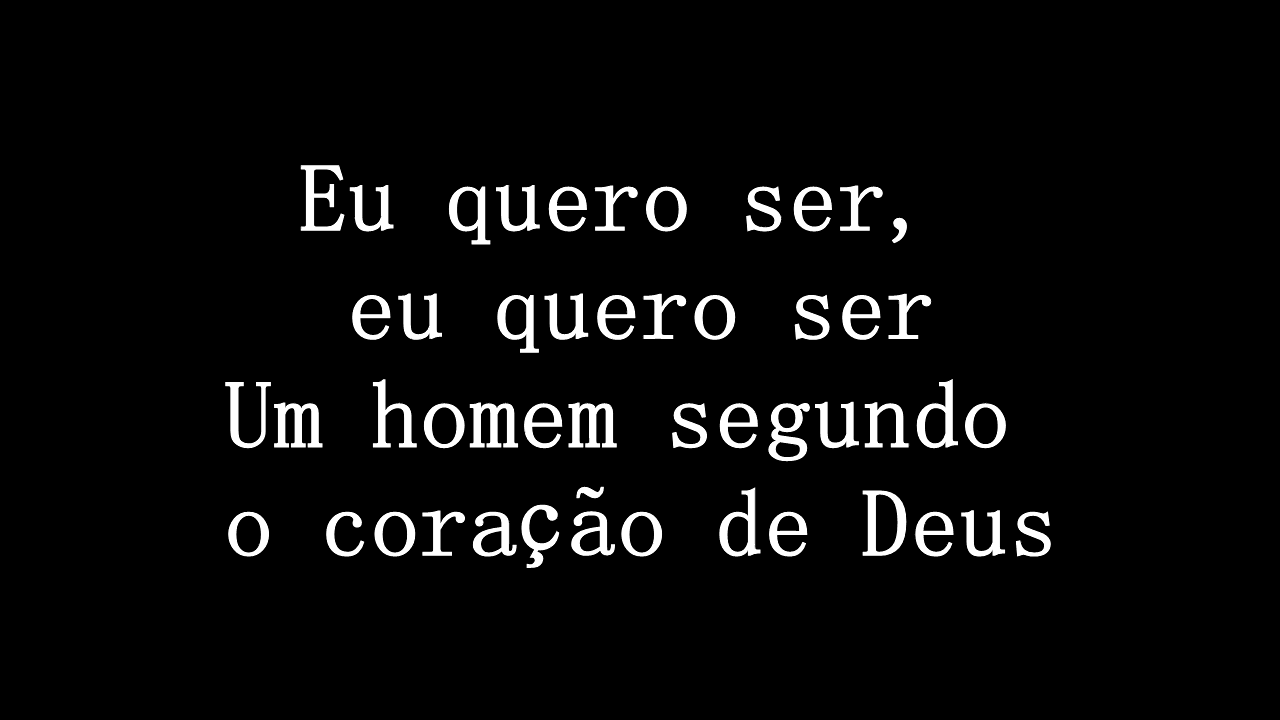 Eu quero ser,
eu quero ser
Um homem segundo
o coração de Deus